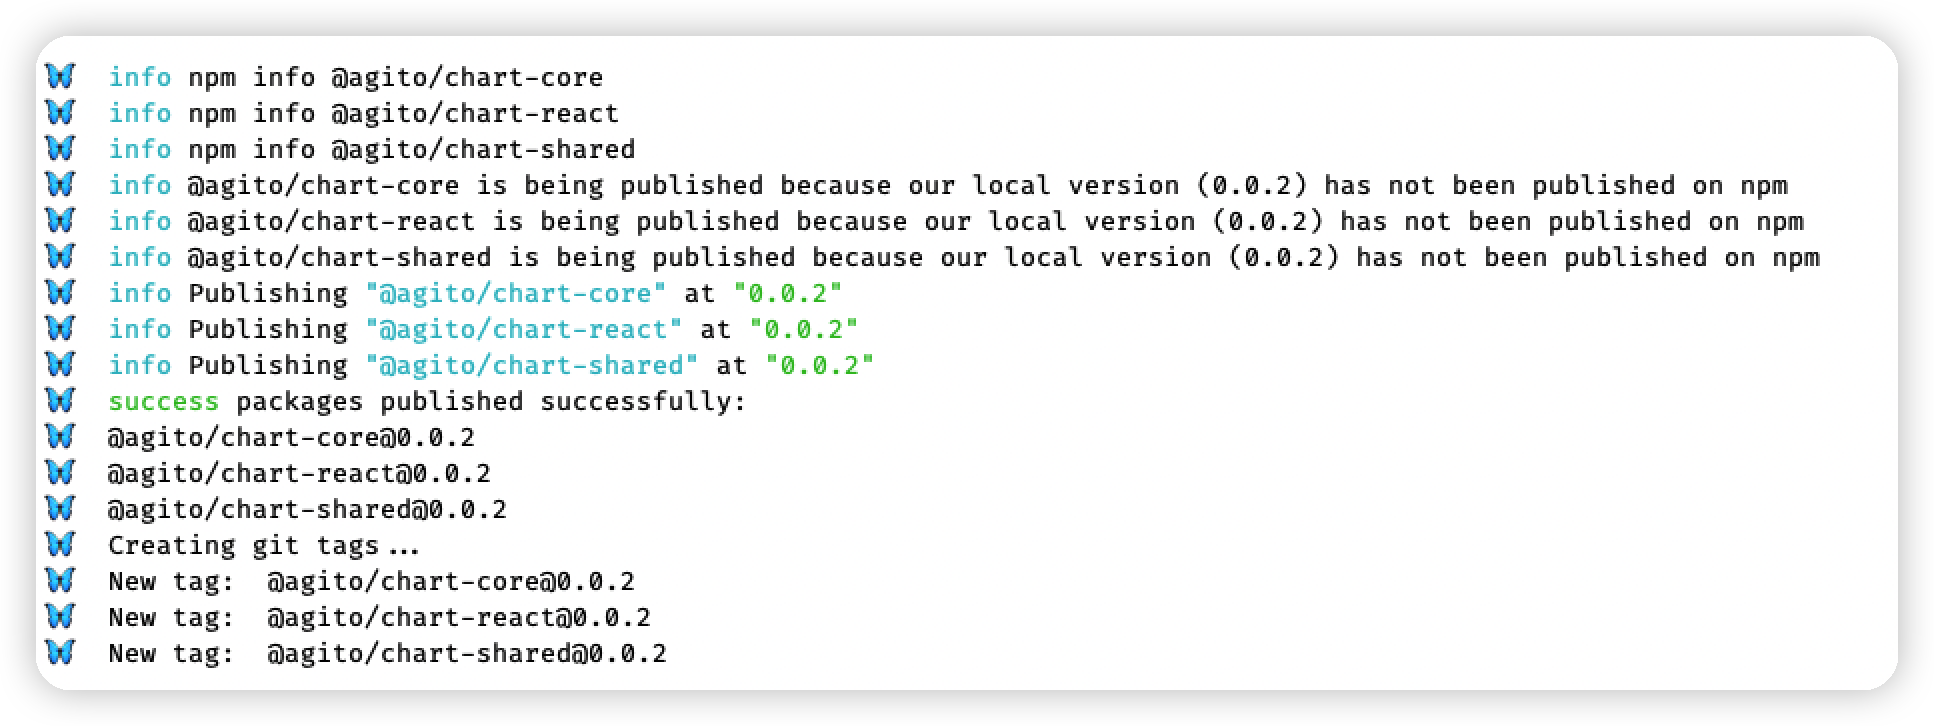 🦋 info npm info @agito/chart-core
🦋 info npm info @agito/chart-react
🦋 info npm info @agito/chart-shared
🦋 info @agito/chart-core is being published because our local version (0.0.2) has not been published on npm
🦋 info @agito/chart-react is being published because our local version (0.0.2) has not been published on npm
🦋 info @agito/chart-shared is being published because our local version (0.0.2) has not been published on npm
🦋 info Publishing "@agito/chart-core" at "0.0.2"
🦋 info Publishing "@agito/chart-react" at "0.0.2"
🦋 info Publishing "@agito/chart-shared" at "0.0.2"
🦋 success packages published successfully:
🦋 @agito/chart-core@0.0.2
🦋 @agito/chart-react@0.0.2
🦋 @agito/chart-shared@0.0.2
🦋 Creating git tags...
🦋 New tag:  @agito/chart-core@0.0.2
🦋 New tag:  @agito/chart-react@0.0.2
🦋 New tag:  @agito/chart-shared@0.0.2